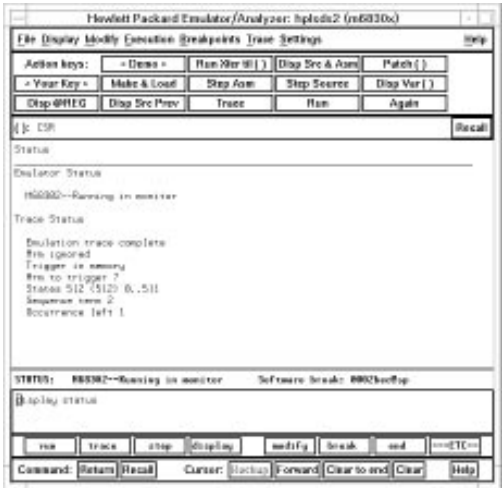 Hewlett Packard Emulator/Analyzer: hplsds2 (m6830x)
File Display Modify Execution Breakpoints Trace Settings Help
Action keys: < Demo > Run Xfer til ( ) Disp Src & Asm Patch ( )
< Your Key > Make & Load Step Asm Step Source Disp Var ( )
Disp @REG Disp Src Prev Trace Run Again
( ): CSR Recall
Status
Emulator Status
M68302--Running in monitor
Trace Status
Emulation trace complete
Arm ignored
Trigger in memory
Arm to trigger ?
States 512 (512) 0..511
Sequence term 2
Occurrence left 1
STATUS: M68302--Running in monitor Software break:
display status
run trace step display modify break end ---ETC--
Command: Return Recall Cursor: Backup Forward Clear to end Clear Help